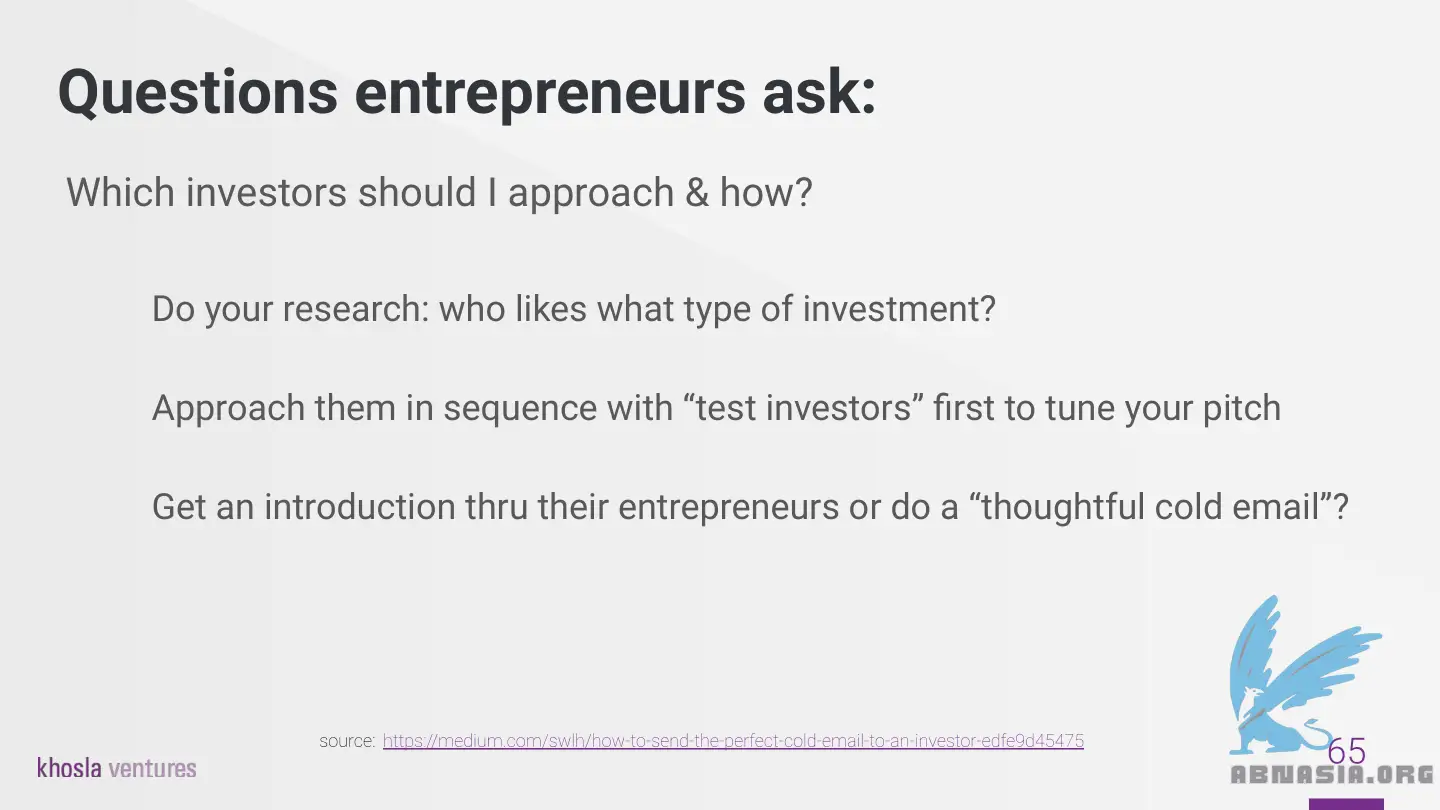 Questions entrepreneurs ask:
Which investors should I approach & how?
Do your research: who likes what type of investment?
Approach them in sequence with “test investors” first to tune your pitch
Get an introduction thru their entrepreneurs or do a “thoughtful cold email”?
source: https://medium.com/swlh/how-to-send-the-perfect-cold-email-to-an-investor-edfe9d45475
khosla ventures
65
ABNASIA.ORG